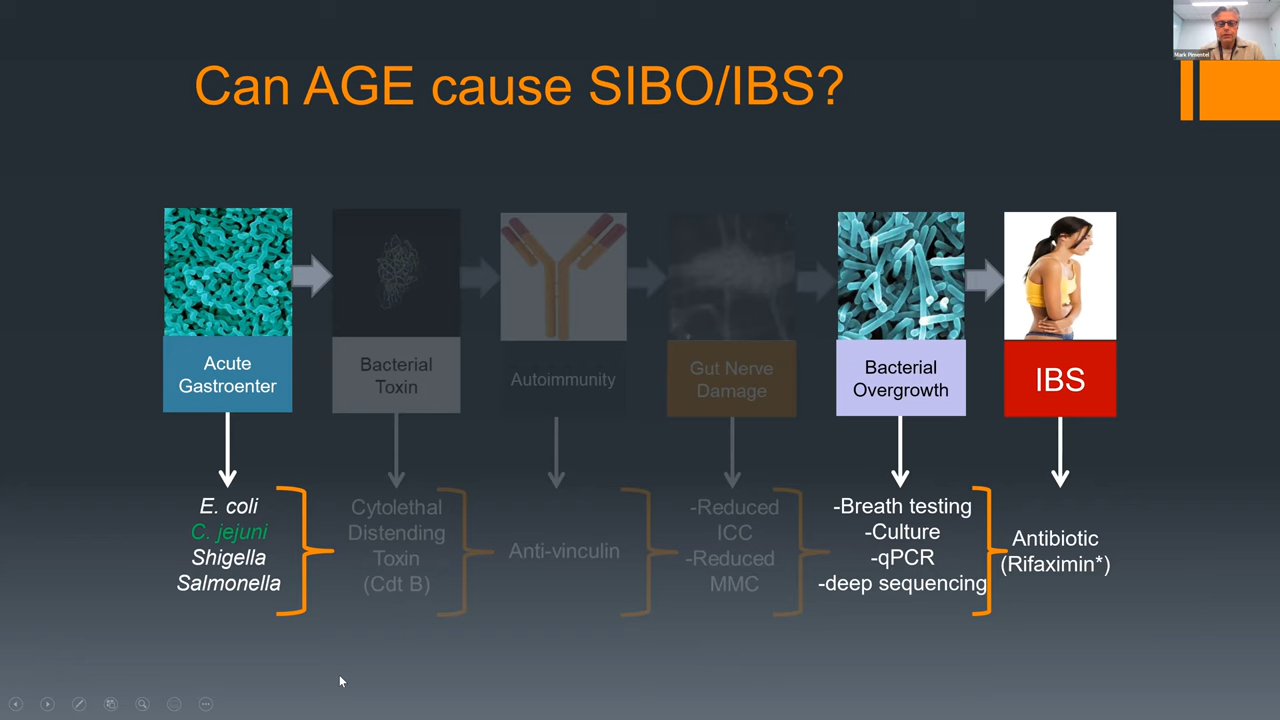 Mark Pimentel
Can AGE cause SIBO/IBS?
Acute
Gastroenter
Bacterial
Toxin
Autoimmunity
Gut Nerve
Damage
Bacterial
Overgrowth
IBS
E. coli
C. jejuni
Shigella
Salmonella
Cytolethal
Distending
Toxin
(Cdt B)
Anti-vinculin
-Reduced
ICC
-Reduced
MMC
-Breath testing
-Culture
-qPCR
-deep sequencing
Antibiotic
(Rifaximin*)